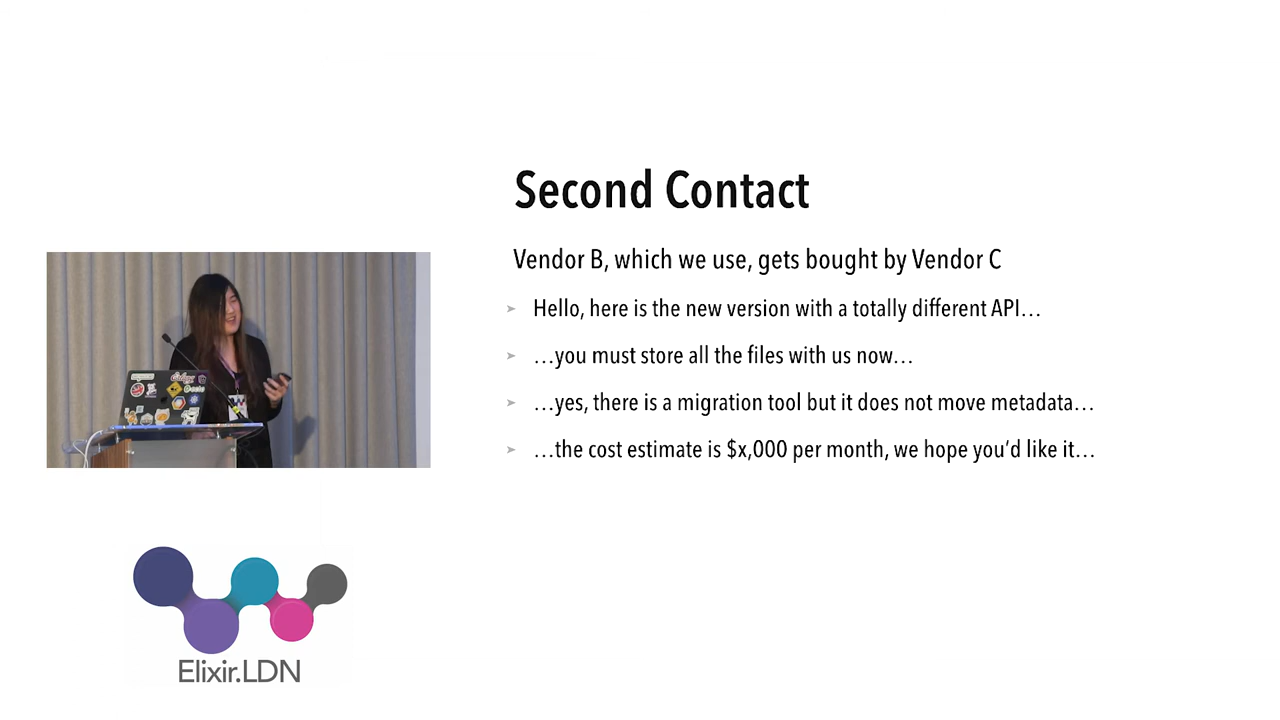 Second Contact
Vendor B, which we use, gets bought by Vendor C
➤ Hello, here is the new version with a totally different API…
➤ …you must store all the files with us now…
➤ …yes, there is a migration tool but it does not move metadata…
➤ …the cost estimate is $x,000 per month, we hope you’d like it…
Elixir.LDN